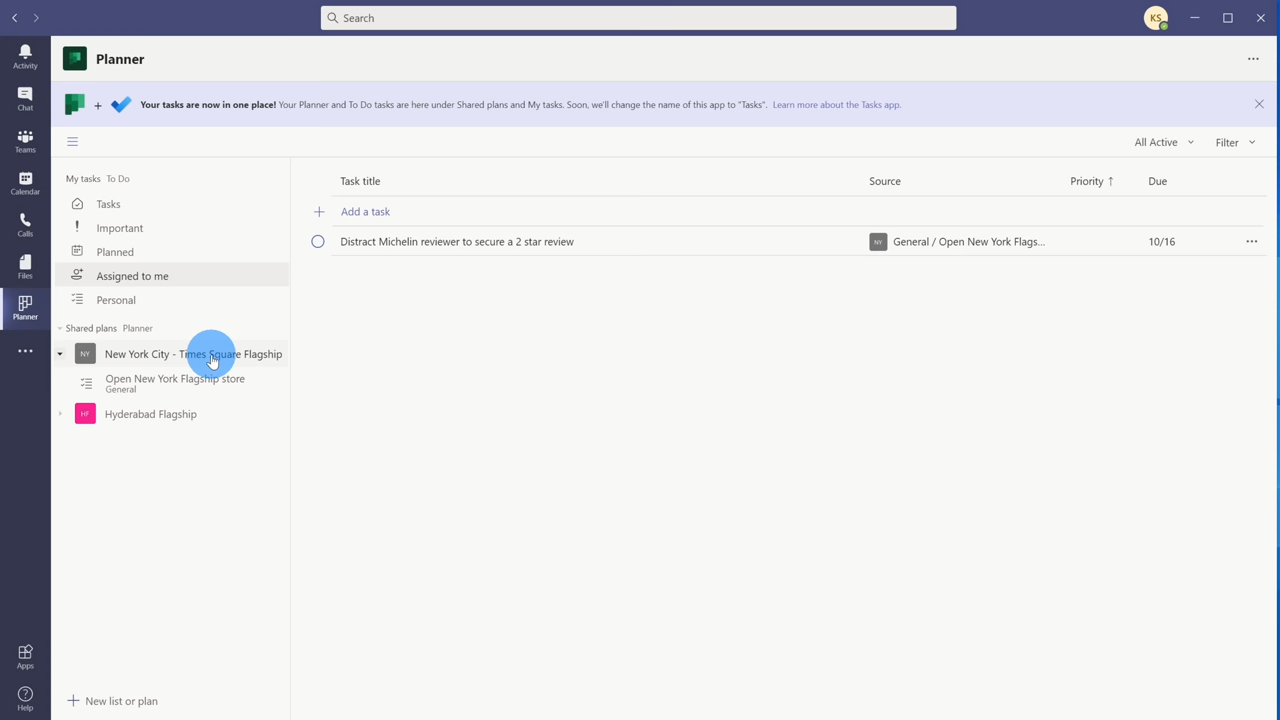 Search
KS
Activity
Chat
Teams
Calendar
Calls
Files
Planner
Apps
Help
Planner
Your tasks are now in one place! Your Planner and To Do tasks are here under Shared plans and My tasks. Soon, we'll change the name of this app to "Tasks". Learn more about the Tasks app.
All Active
Filter
My tasks To Do
Tasks
Important
Planned
Assigned to me
Personal
Shared plans Planner
NY New York City - Times Square Flagship
Open New York Flagship store
General
HF Hyderabad Flagship
New list or plan
Task title Source Priority ↑ Due
Add a task
Distract Michelin reviewer to secure a 2 star review NY General / Open New York Flags... 10/16